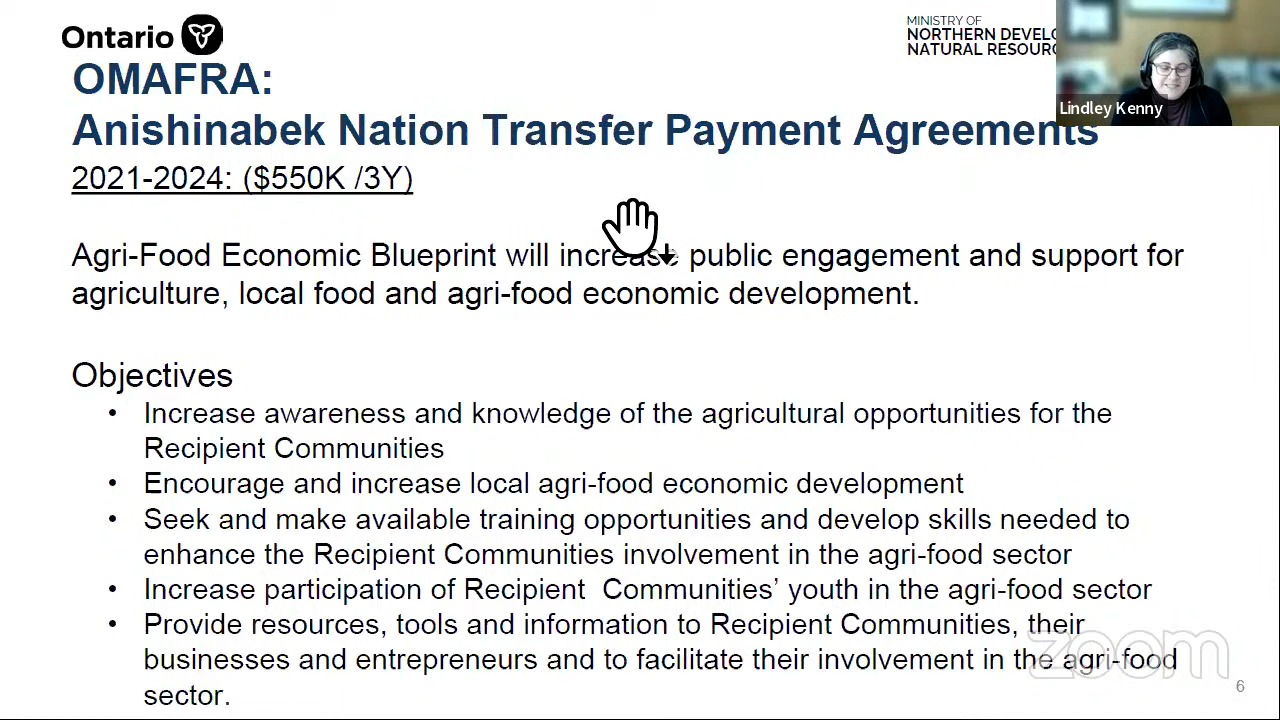 Ontario
MINISTRY OF
NORTHERN
NATURAL
Lindley Kenny
OMAFRA:
Anishinabek Nation Transfer Payment Agreements
2021-2024: ($550K /3Y)
Agri-Food Economic Blueprint will increase public engagement and support for
agriculture, local food and agri-food economic development.
Objectives
• Increase awareness and knowledge of the agricultural opportunities for the
Recipient Communities
• Encourage and increase local agri-food economic development
• Seek and make available training opportunities and develop skills needed to
enhance the Recipient Communities involvement in the agri-food sector
• Increase participation of Recipient Communities’ youth in the agri-food sector
• Provide resources, tools and information to Recipient Communities, their
businesses and entrepreneurs and to facilitate their involvement in the agri-food
sector.
zoom
6